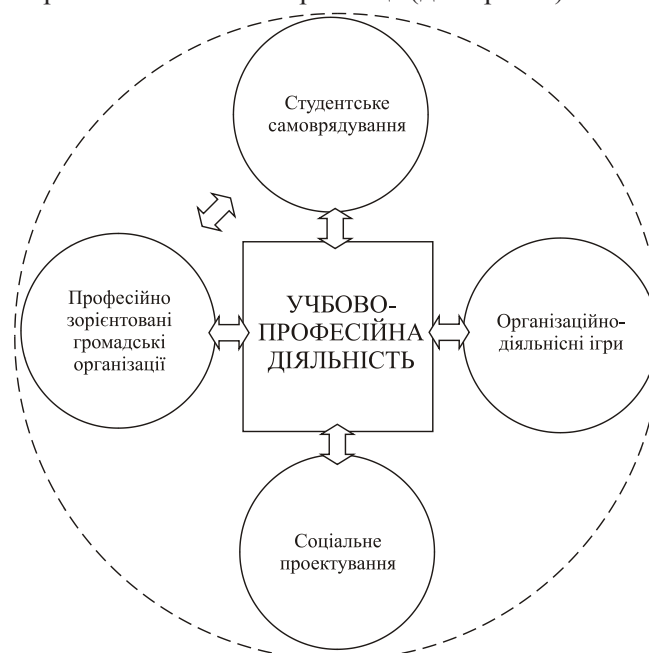 Студентське
самоврядування
Професійно
зорієнтовані
громадські
організації
УЧБОВО-
ПРОФЕСІЙНА
ДІЯЛЬНІСТЬ
Організаційно-
діяльнісні ігри
Соціальне
проектування